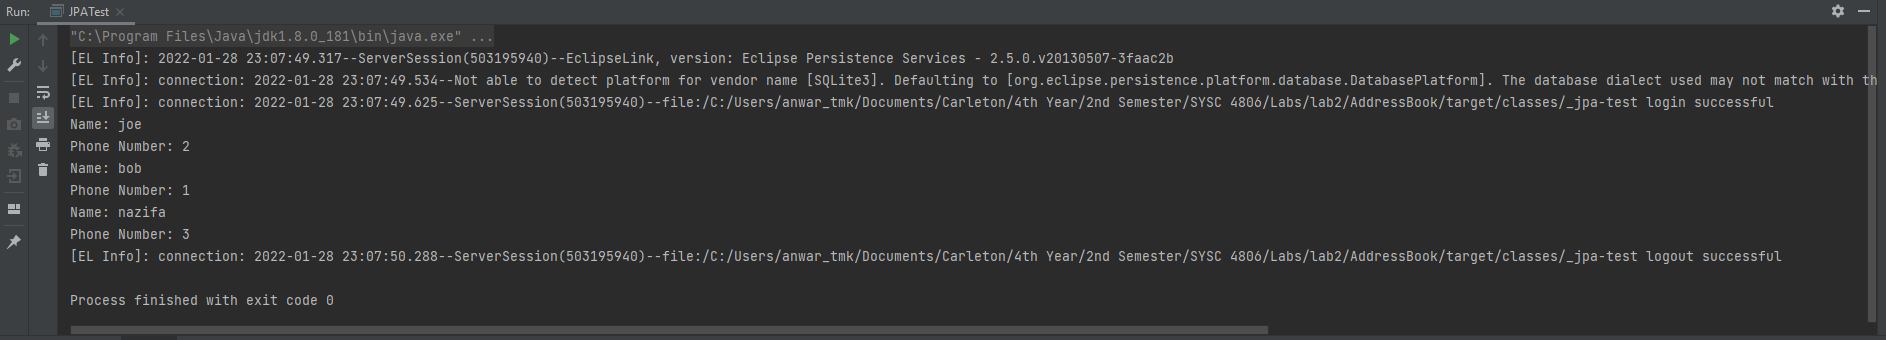 Run: JPATest
"C:\Program Files\Java\jdk1.8.0_181\bin\java.exe" ...
[EL Info]: 2022-01-28 23:07:49.317--ServerSession(503195940)--EclipseLink, version: Eclipse Persistence Services - 2.5.0.v20130507-3faac2b
[EL Info]: connection: 2022-01-28 23:07:49.534--Not able to detect platform for vendor name [SQLite3]. Defaulting to [org.eclipse.persistence.platform.database.DatabasePlatform]. The database dialect used may not match with th
[EL Info]: connection: 2022-01-28 23:07:49.625--ServerSession(503195940)--file:/C:/Users/anwar_tmk/Documents/Carleton/4th Year/2nd Semester/SYSC 4806/Labs/lab2/AddressBook/target/classes/_jpa-test login successful
Name: joe
Phone Number: 2
Name: bob
Phone Number: 1
Name: nazifa
Phone Number: 3
[EL Info]: connection: 2022-01-28 23:07:50.288--ServerSession(503195940)--file:/C:/Users/anwar_tmk/Documents/Carleton/4th Year/2nd Semester/SYSC 4806/Labs/lab2/AddressBook/target/classes/_jpa-test logout successful
Process finished with exit code 0